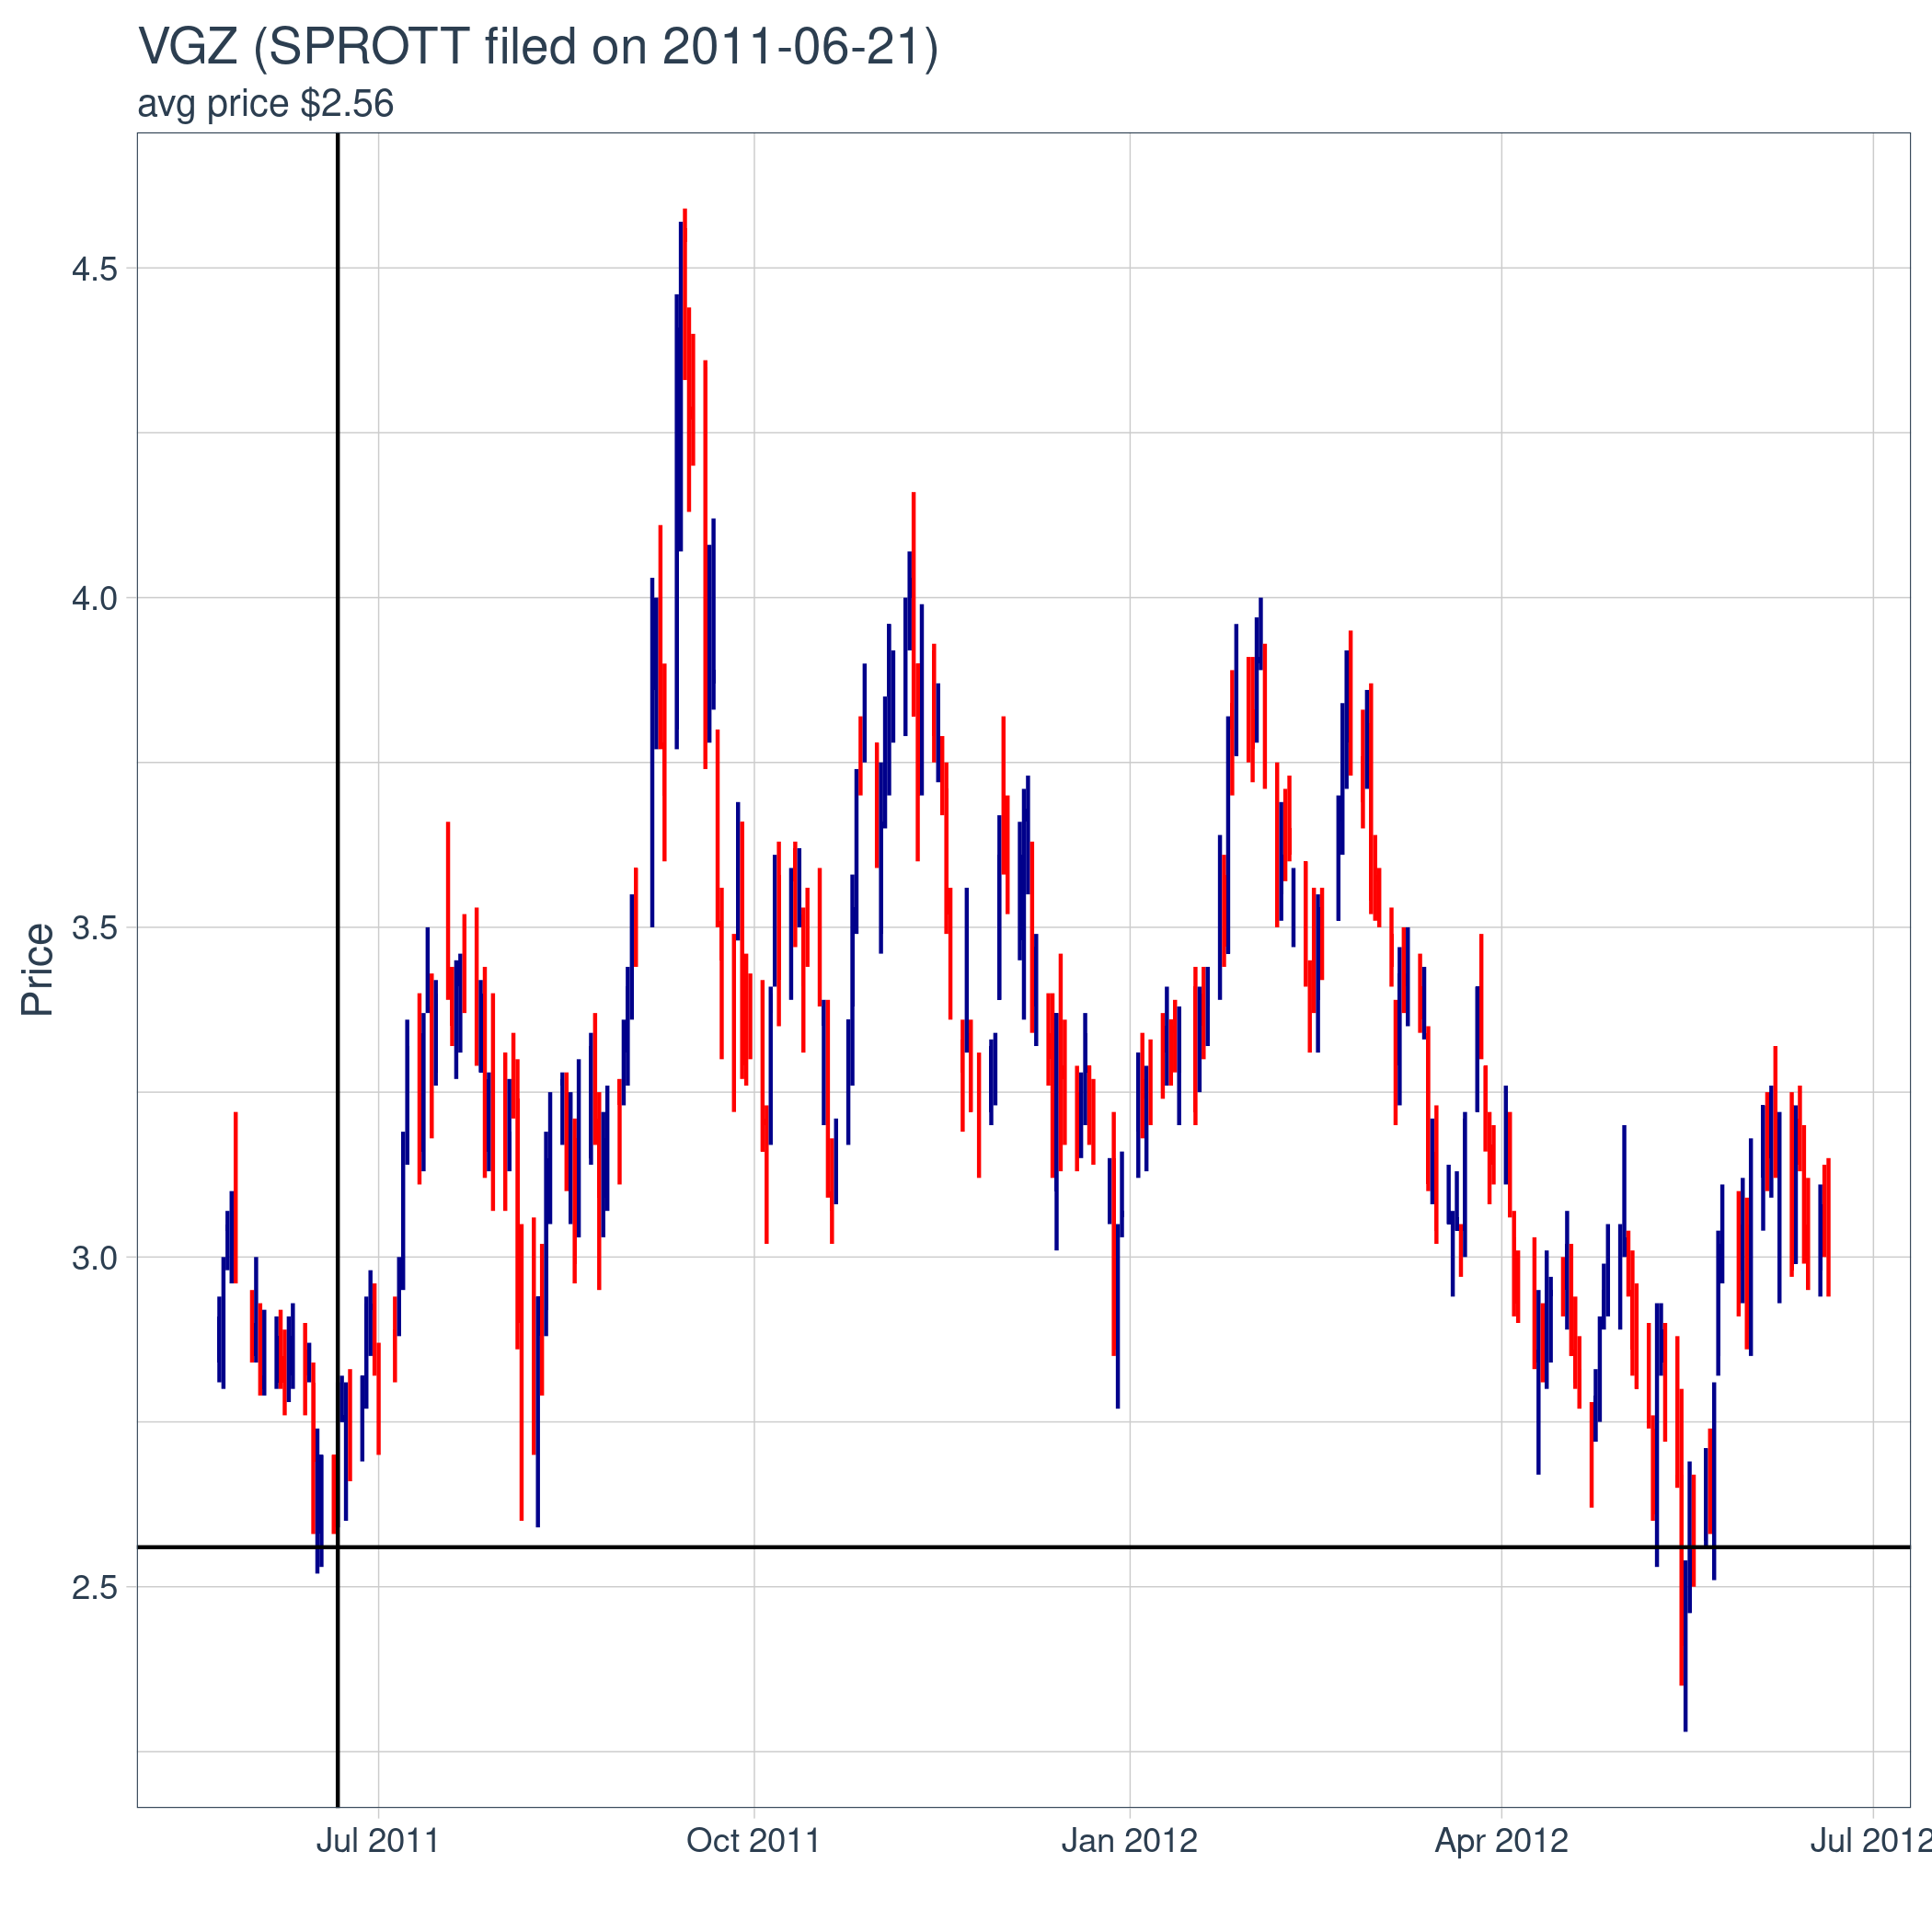 VGZ (SPROTT filed on 2011-06-21)
avg price $2.56
4.5
4.0
3.5
3.0
2.5
Price
Jul 2011 Oct 2011 Jan 2012 Apr 2012 Jul 2012